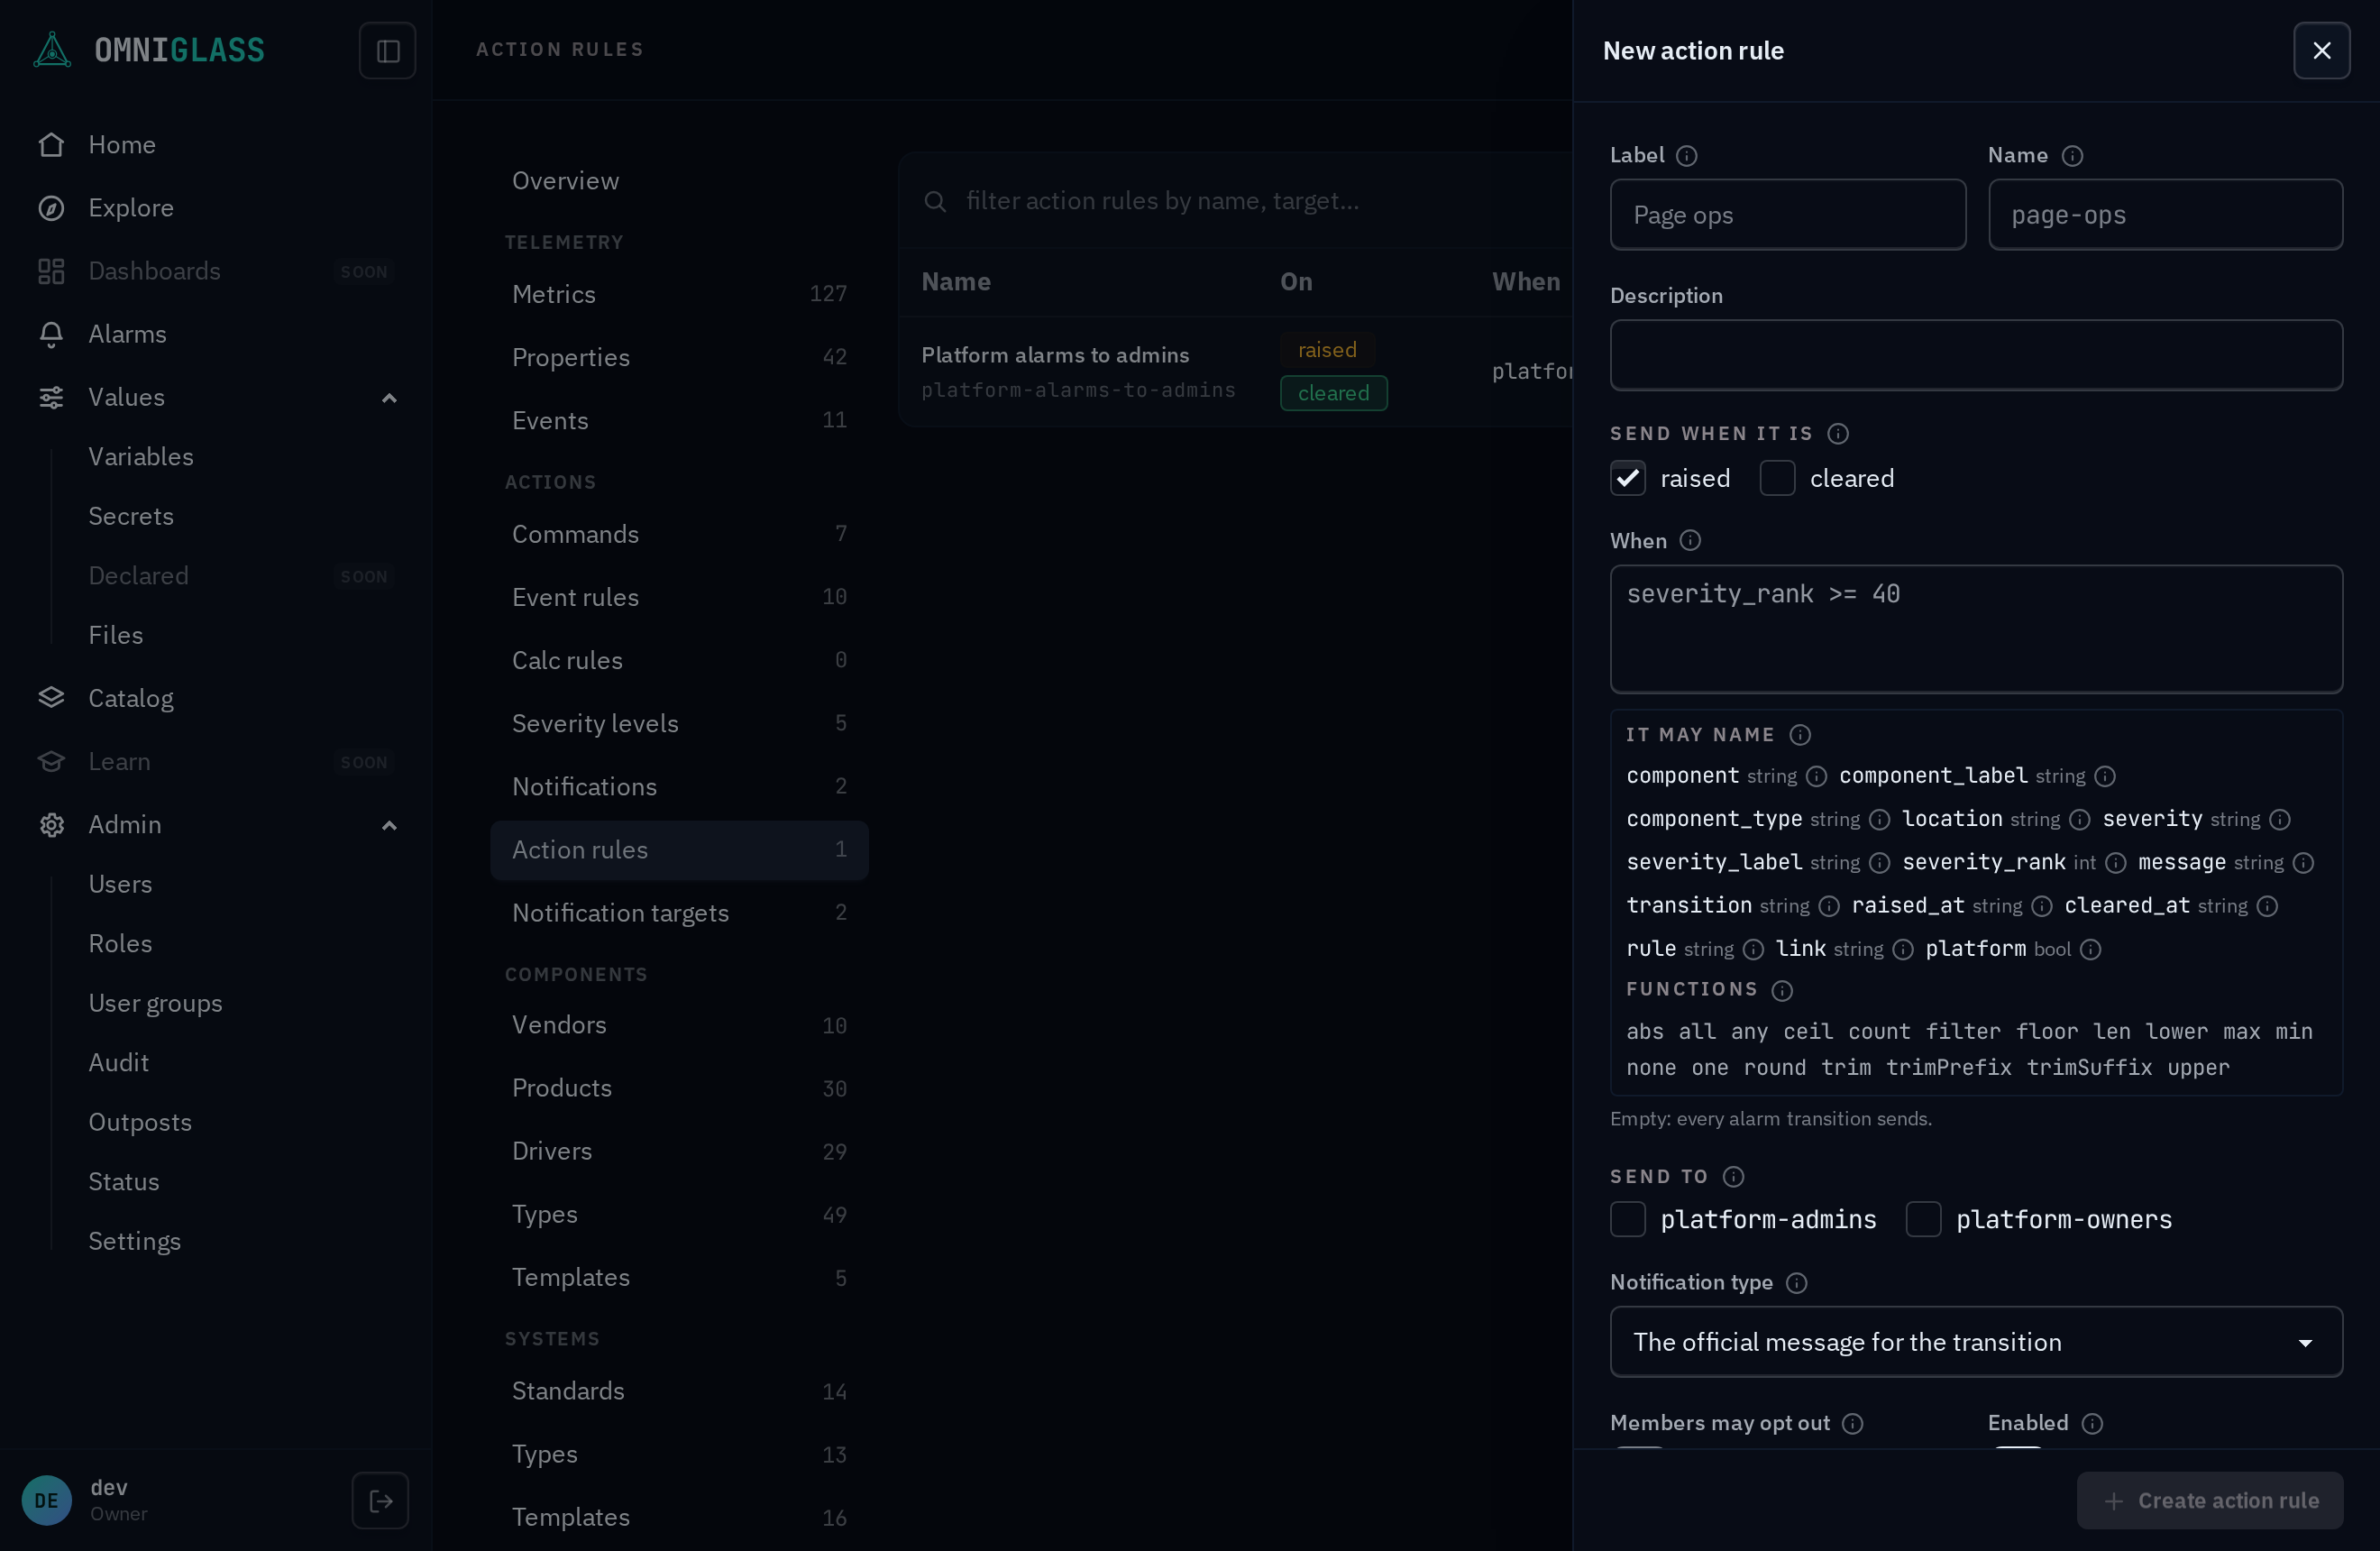 OMNIGLASS
Home
Explore
Dashboards SOON
Alarms
Values
Variables
Secrets
Declared SOON
Files
Catalog
Learn SOON
Admin
Users
Roles
User groups
Audit
Outposts
Status
Settings
DE dev
Owner
ACTION RULES
Overview
TELEMETRY
Metrics 127
Properties 42
Events 11
ACTIONS
Commands 7
Event rules 10
Calc rules 0
Severity levels 5
Notifications 2
Action rules 1
Notification targets 2
COMPONENTS
Vendors 10
Products 30
Drivers 29
Types 49
Templates 5
SYSTEMS
Standards 14
Types 13
Templates 16
filter action rules by name, target...
Name On When
Platform alarms to admins
platform-alarms-to-admins
raised
cleared
platfor
New action rule
Label Name
Page ops page-ops
Description
SEND WHEN IT IS
raised cleared
When
severity_rank >= 40
IT MAY NAME
component string component_label string
component_type string location string severity string
severity_label string severity_rank int message string
transition string raised_at string cleared_at string
rule string link string platform bool
FUNCTIONS
abs all any ceil count filter floor len lower max min
none one round trim trimPrefix trimSuffix upper
Empty: every alarm transition sends.
SEND TO
platform-admins platform-owners
Notification type
The official message for the transition
Members may opt out Enabled
Create action rule